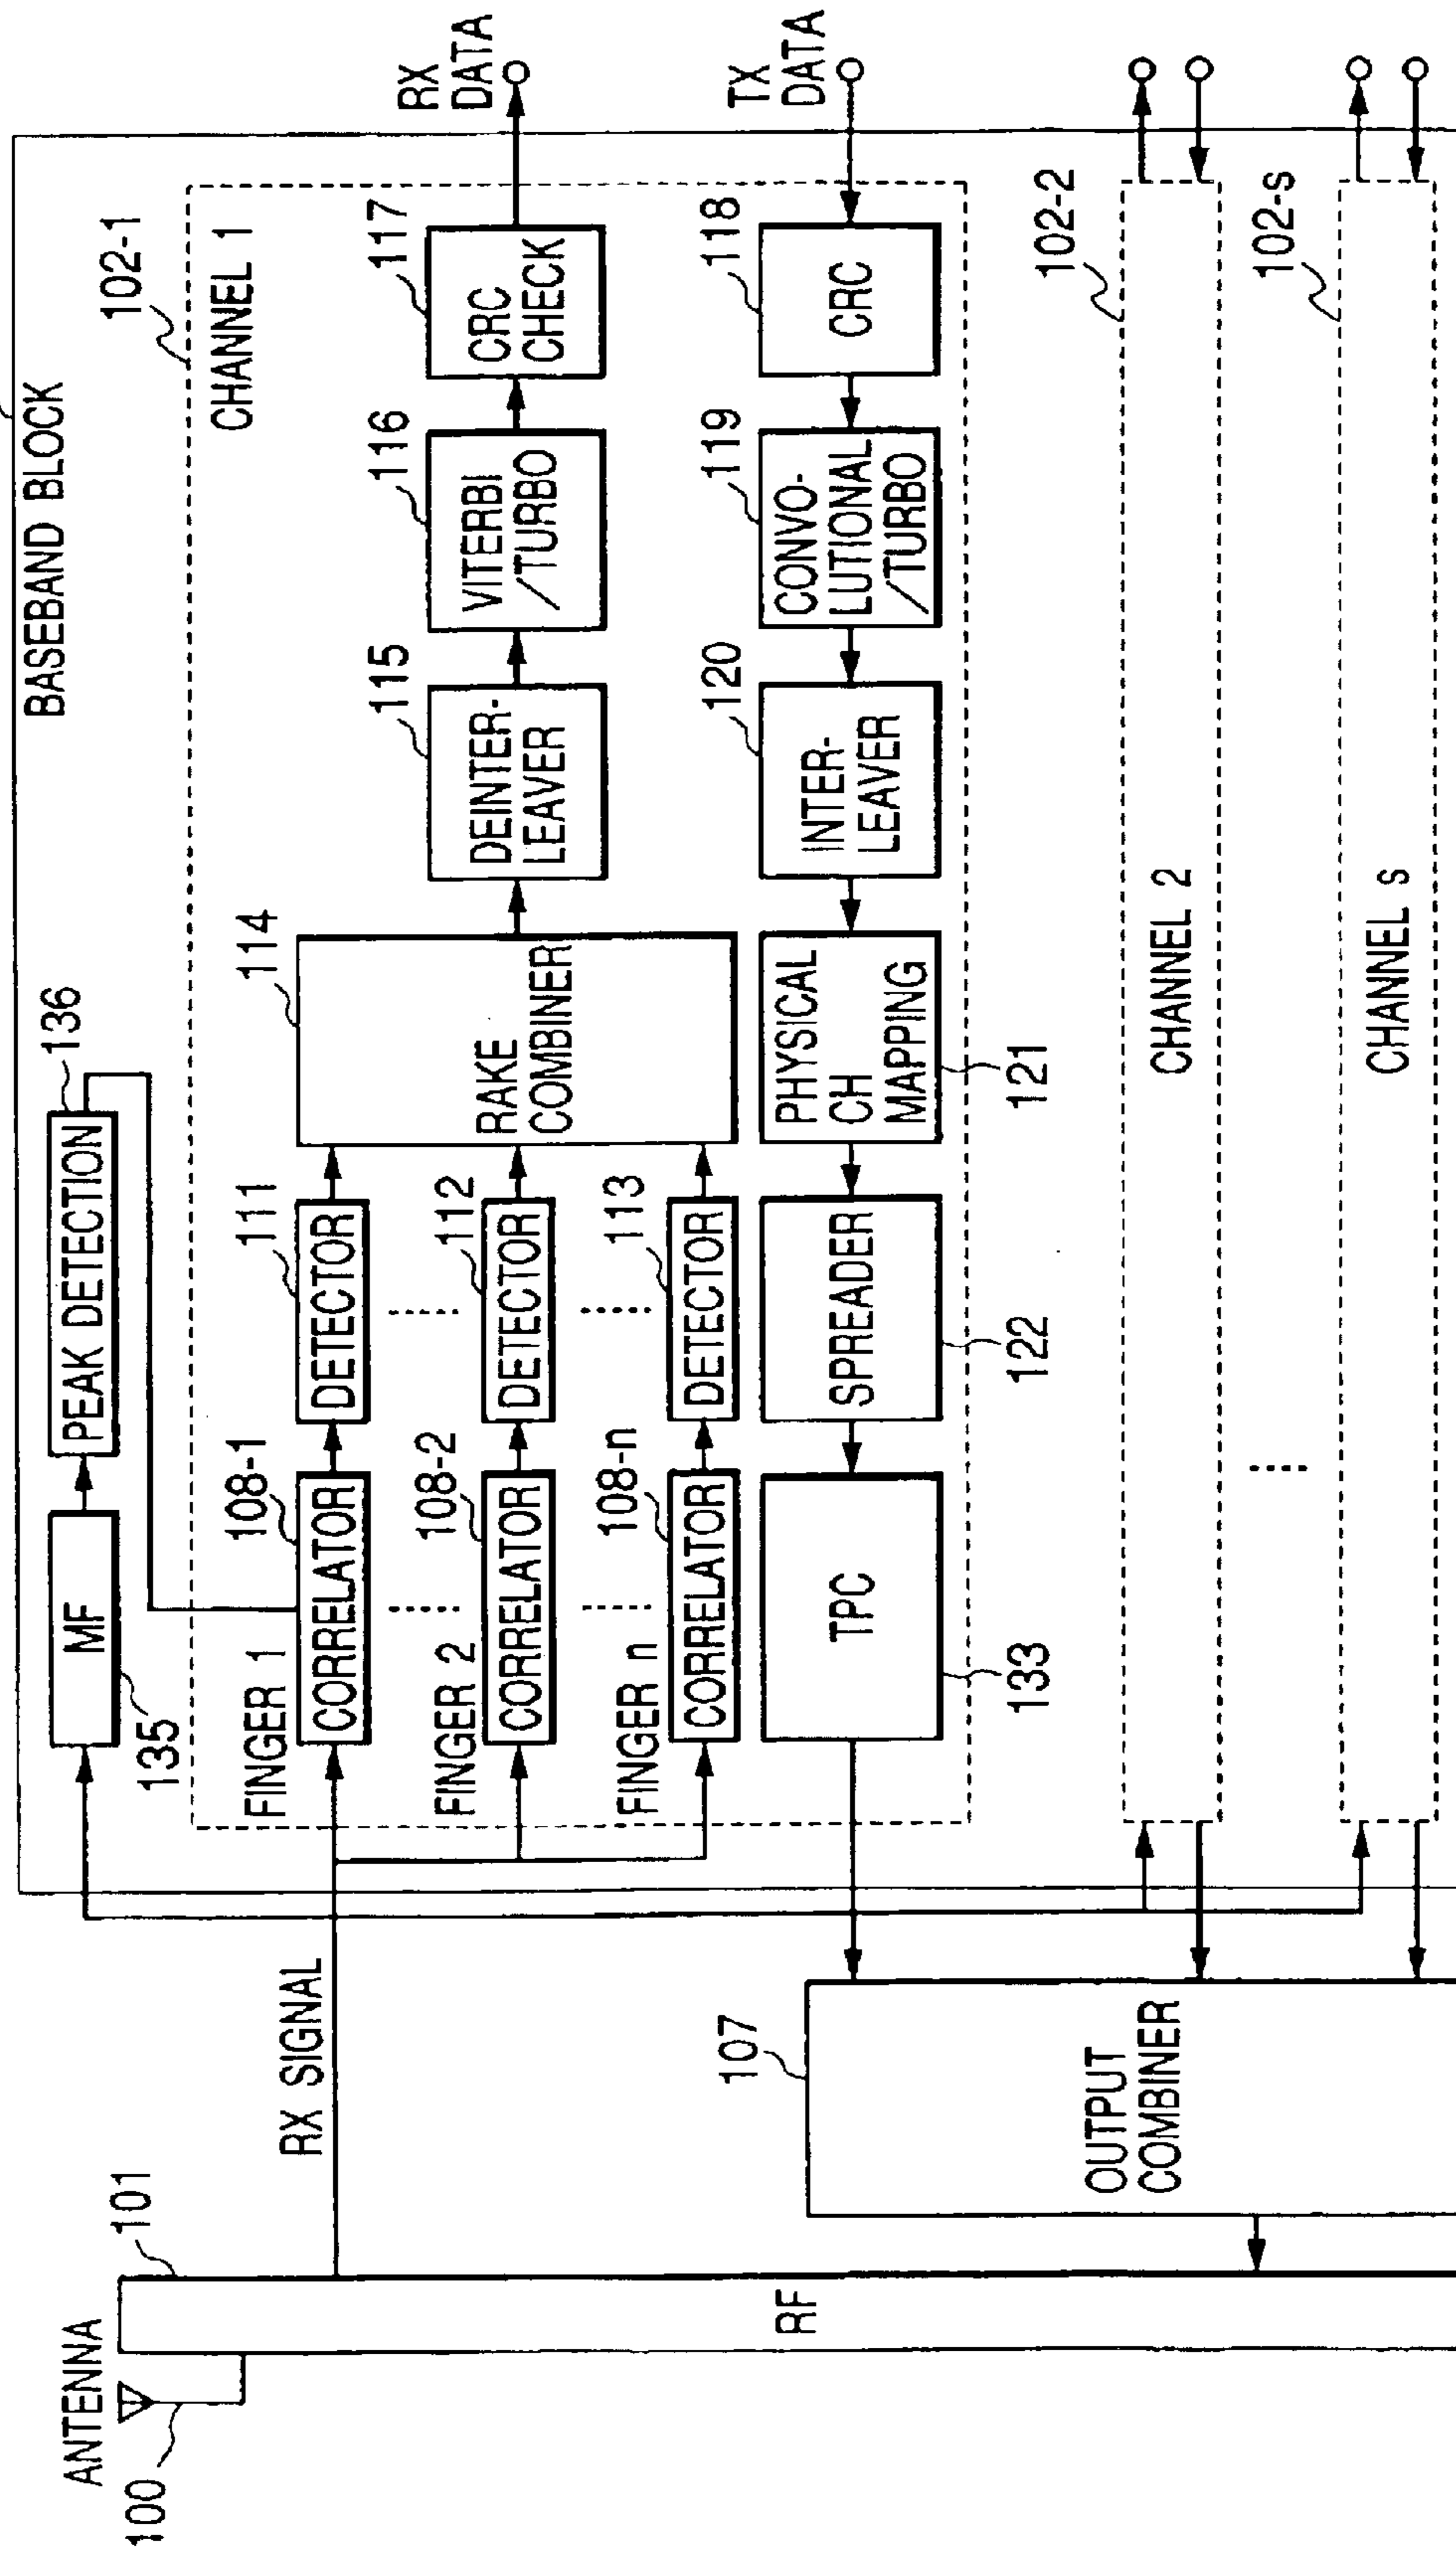 BASEBAND BLOCK
ANTENNA
100
101
RF
RX SIGNAL
107
OUTPUT
COMBINER
135
MF
PEAK DETECTION
136
102-1
CHANNEL 1
FINGER 1
108-1
CORRELATOR
111
DETECTOR
FINGER 2
108-2
CORRELATOR
112
DETECTOR
FINGER n
108-n
CORRELATOR
113
DETECTOR
114
RAKE
COMBINER
115
DEINTER-
LEAVER
116
VITERBI
/TURBO
117
CRC
CHECK
RX
DATA
TPC
133
SPREADER
122
PHYSICAL
CH
MAPPING
121
120
INTER-
LEAVER
119
CONVO-
LUTIONAL
/TURBO
118
CRC
TX
DATA
102-2
CHANNEL 2
102-s
CHANNEL s